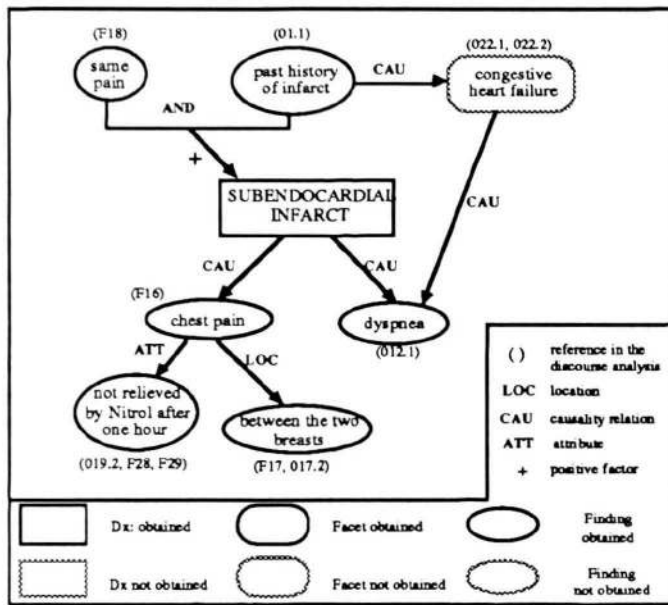 (F18)
(01.1)
(022.1, 022.2)
same
pain
past history
of infarct
CAU
congestive
heart failure
AND
+
SUBENDOCARDIAL
INFARCT
CAU
CAU
CAU
(F16)
chest pain
dyspnea
(012.1)
ATT
LOC
not relieved
by Nitrol after
one hour
between the two
breasts
(019.2, F28, F29)
(F17, 017.2)
( ) reference in the
discourse analysis
LOC location
CAU causality relation
ATT attribute
+ positive factor
Dx: obtained
Facet obtained
Finding
obtained
Dx not obtained
Facet not obtained
Finding
not obtained